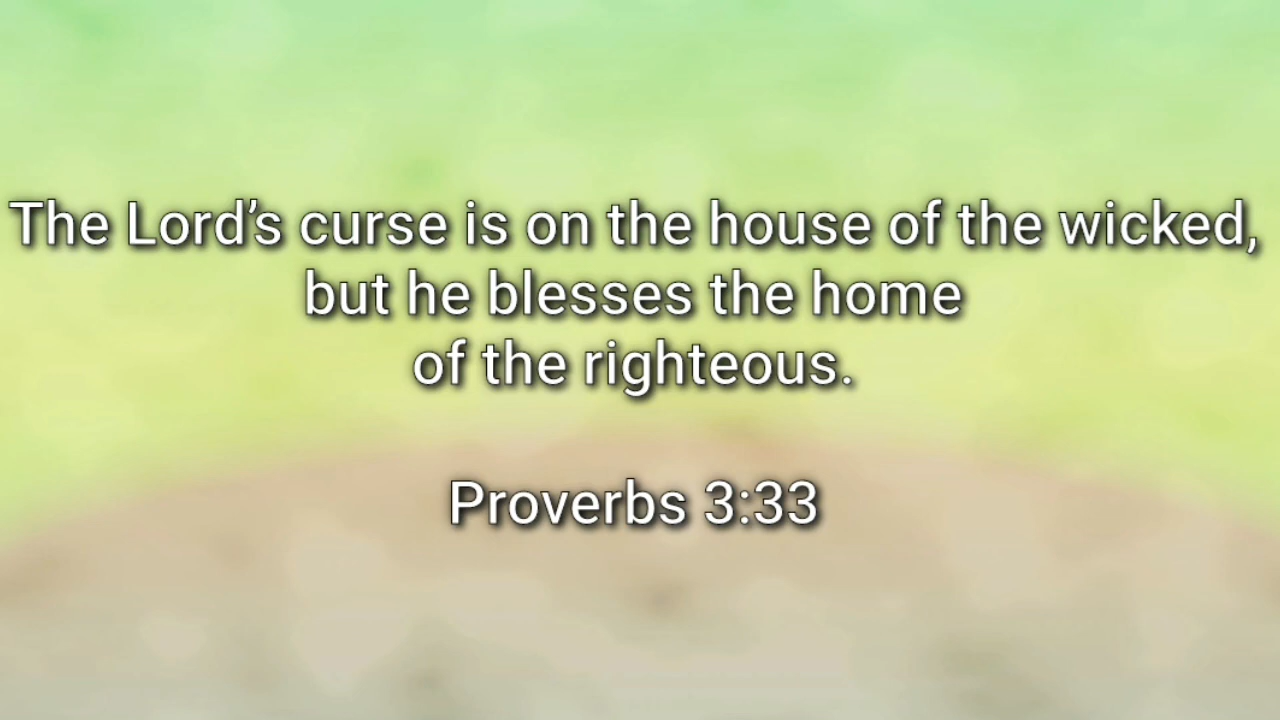 The Lord’s curse is on the house of the wicked,
but he blesses the home
of the righteous.
Proverbs 3:33